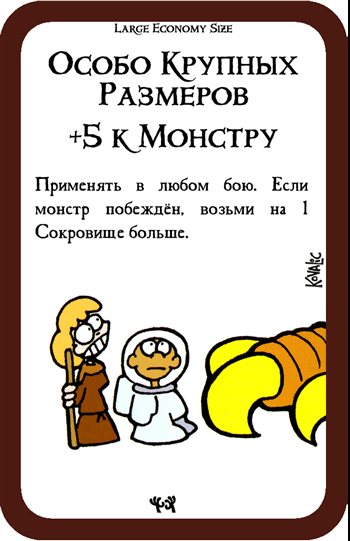 Large Economy Size
Особо Крупных
Размеров
+5 к Монстру
Применять в любом бою. Если
монстр побеждён, возьми на 1
Сокровище больше.
Kovalic